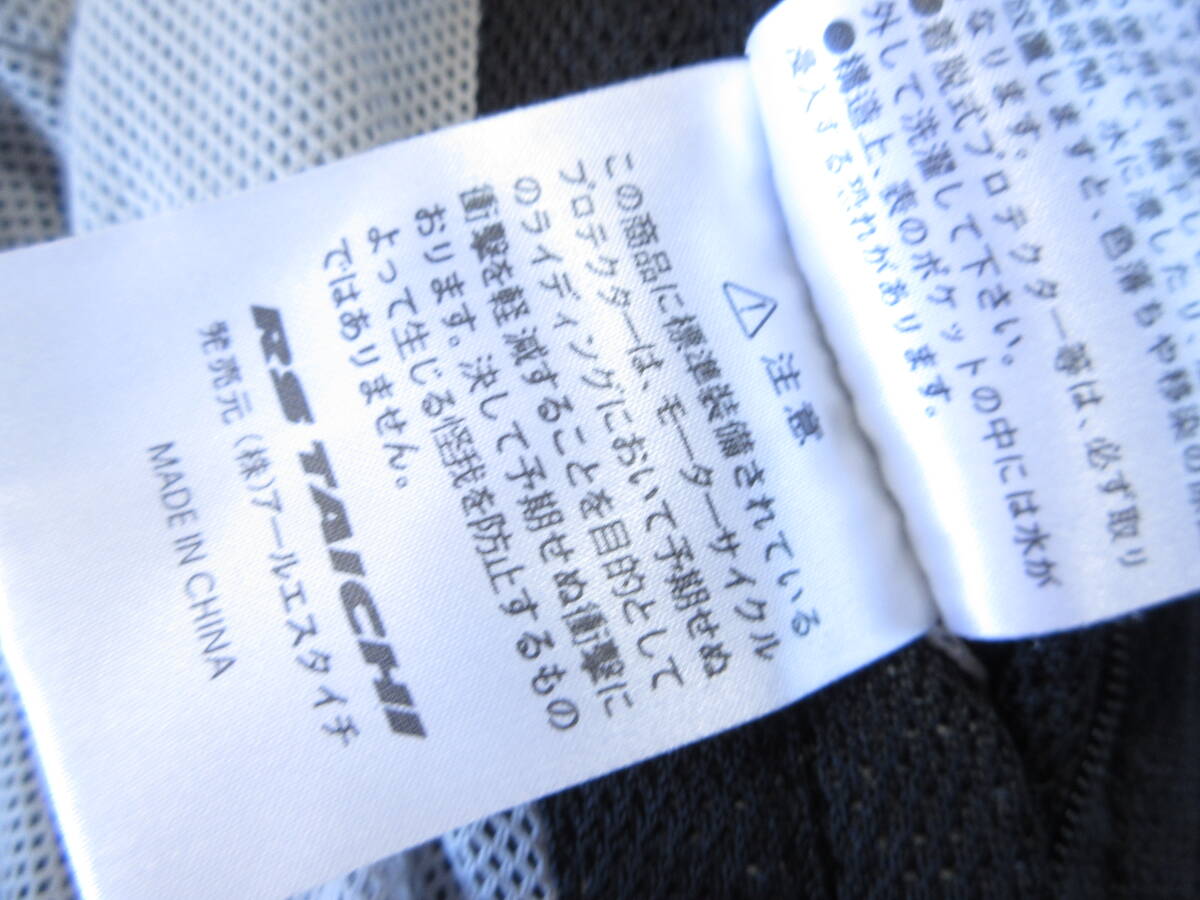 なります。
●着脱式プロテクター等は、必ず取り
外して洗濯して下さい。
●構造上、表のポケットの中には水が
浸入する恐れがあります。
注意
この商品に標準装備されている
プロテクターは、モーターサイクル
のライディングにおいて予期せぬ
衝撃を軽減することを目的として
おります。決して予期せぬ衝撃に
よって生じる怪我を防止するもの
ではありません。
RS TAICHI
発売元 (株)アールエスタイチ
MADE IN CHINA